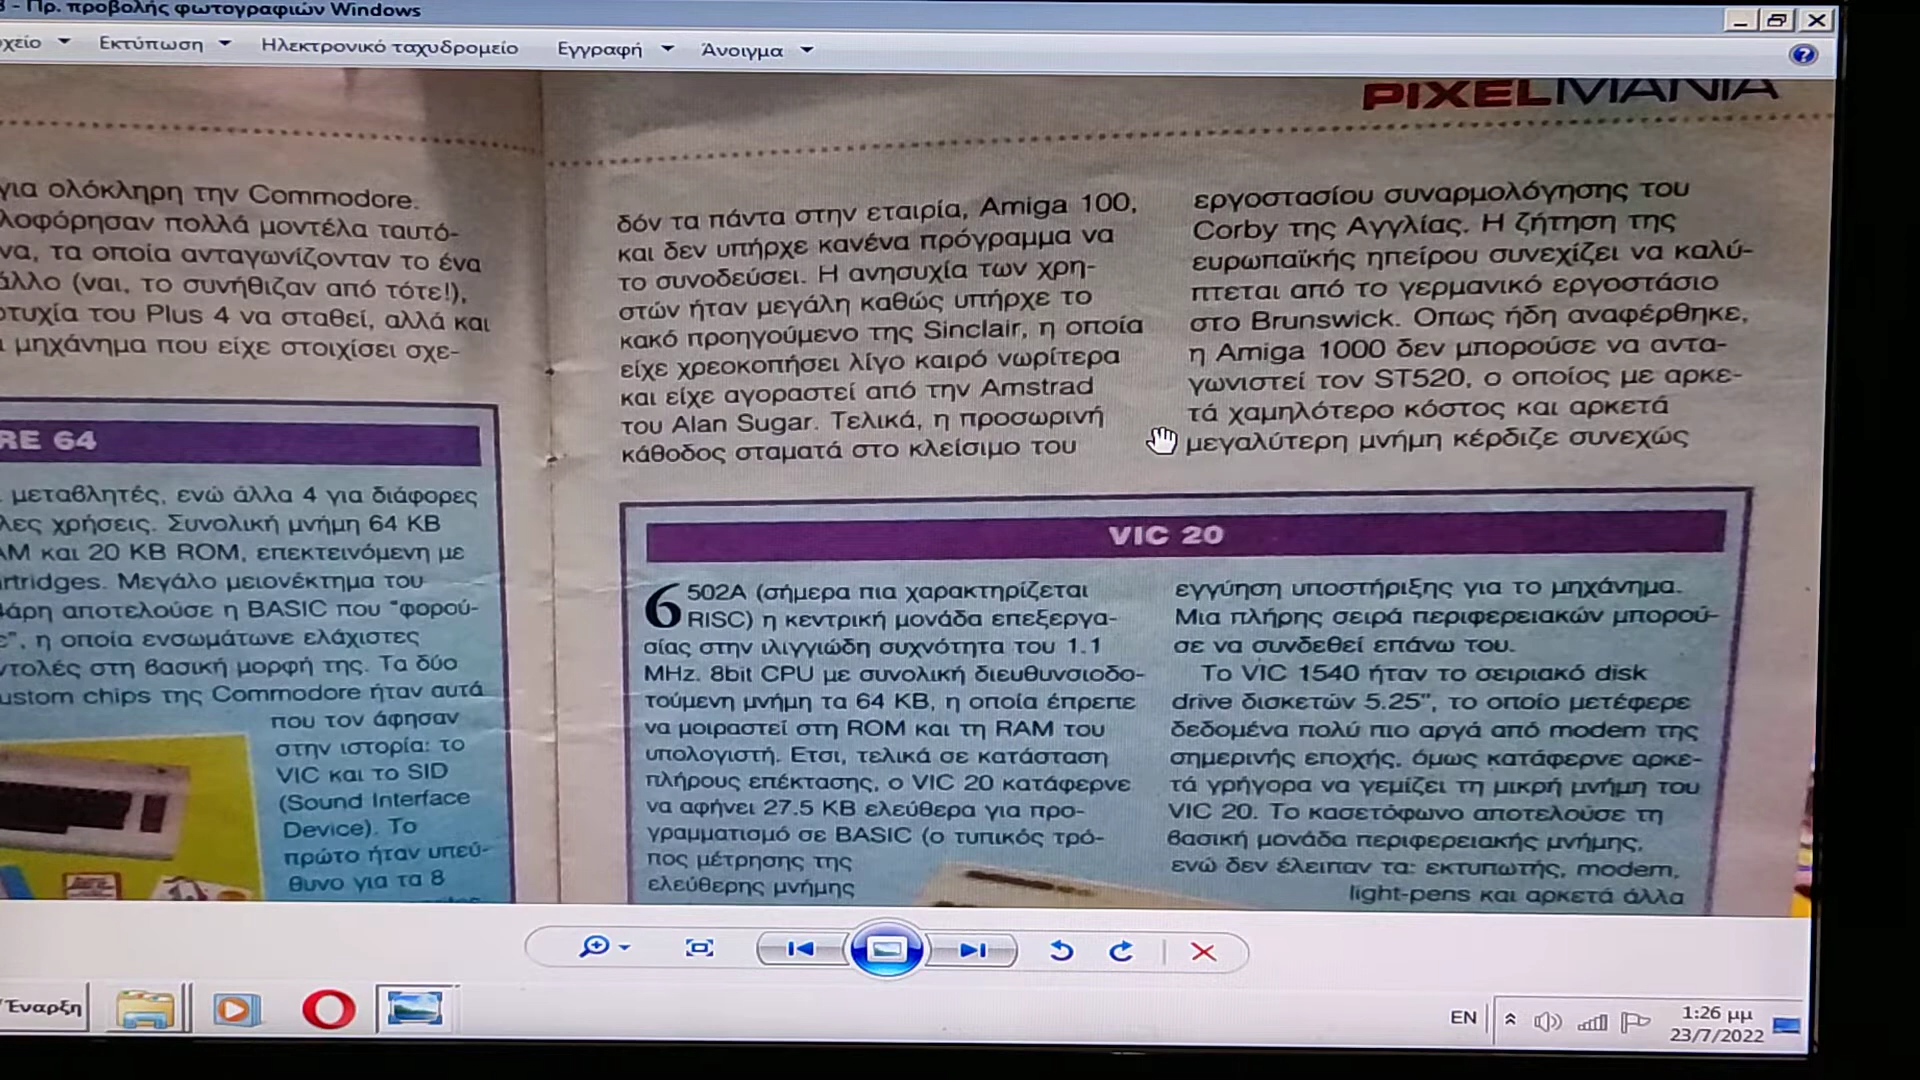 3 - Πρ. προβολής φωτογραφιών Windows
Εκτύπωση Ηλεκτρονικό ταχυδρομείο Εγγραφή Άνοιγμα
PIXELMANIA
για ολόκληρη την Commodore.
λοφόρησαν πολλά μοντέλα ταυτό-
να, τα οποία ανταγωνίζονταν το ένα
άλλο (ναι, το συνήθιζαν από τότε!),
οτυχία του Plus 4 να σταθεί, αλλά και
μηχάνημα που είχε στοιχίσει σχε-
δόν τα πάντα στην εταιρία, Amiga 100,
και δεν υπήρχε κανένα πρόγραμμα να
το συνοδεύσει. Η ανησυχία των χρη-
στών ήταν μεγάλη καθώς υπήρχε το
κακό προηγούμενο της Sinclair, η οποία
είχε χρεοκοπήσει λίγο καιρό νωρίτερα
και είχε αγοραστεί από την Amstrad
του Alan Sugar. Τελικά, η προσωρινή
κάθοδος σταματά στο κλείσιμο του
εργοστασίου συναρμολόγησης του
Corby της Αγγλίας. Η ζήτηση της
ευρωπαϊκής ηπείρου συνεχίζει να καλύ-
πτεται από το γερμανικό εργοστάσιο
στο Brunswick. Οπως ήδη αναφέρθηκε,
η Amiga 1000 δεν μπορούσε να αντα-
γωνιστεί τον ST520, ο οποίος με αρκε-
τά χαμηλότερο κόστος και αρκετά
μεγαλύτερη μνήμη κέρδιζε συνεχώς
RE 64
μεταβλητές, ενώ άλλα 4 για διάφορες
λες χρήσεις. Συνολική μνήμη 64 KB
AM και 20 KB ROM, επεκτεινόμενη με
artridges. Μεγάλο μειονέκτημα του
4άρη αποτελούσε η BASIC που "φορού-
ε", η οποία ενσωμάτωνε ελάχιστες
ντολές στη βασική μορφή της. Τα δύο
ustom chips της Commodore ήταν αυτά
που τον άφησαν
στην ιστορία: το
VIC και το SID
(Sound Interface
Device). Το
πρώτο ήταν υπεύ-
θυνο για τα 8
VIC 20
6502A (σήμερα πια χαρακτηρίζεται
RISC) η κεντρική μονάδα επεξεργα-
σίας στην ιλιγγιώδη συχνότητα του 1.1
MHz. 8bit CPU με συνολική διευθυνσιοδο-
τούμενη μνήμη τα 64 KB, η οποία έπρεπε
να μοιραστεί στη ROM και τη RAM του
υπολογιστή. Ετσι, τελικά σε κατάσταση
πλήρους επέκτασης, ο VIC 20 κατάφερνε
να αφήνει 27.5 KB ελεύθερα για προ-
γραμματισμό σε BASIC (ο τυπικός τρό-
πος μέτρησης της
ελεύθερης μνήμης
εγγύηση υποστήριξης για το μηχάνημα.
Μια πλήρης σειρά περιφερειακών μπορού-
σε να συνδεθεί επάνω του.
Το VIC 1540 ήταν το σειριακό disk
drive δισκετών 5.25", το οποίο μετέφερε
δεδομένα πολύ πιο αργά από modem της
σημερινής εποχής, όμως κατάφερνε αρκε-
τά γρήγορα να γεμίζει τη μικρή μνήμη του
VIC 20. Το κασετόφωνο αποτελούσε τη
βασική μονάδα περιφερειακής μνήμης,
ενώ δεν έλειπαν τα: εκτυπωτής, modem,
light-pens και αρκετά άλλα
Έναρξη
EN
1:26 μμ
23/7/2022